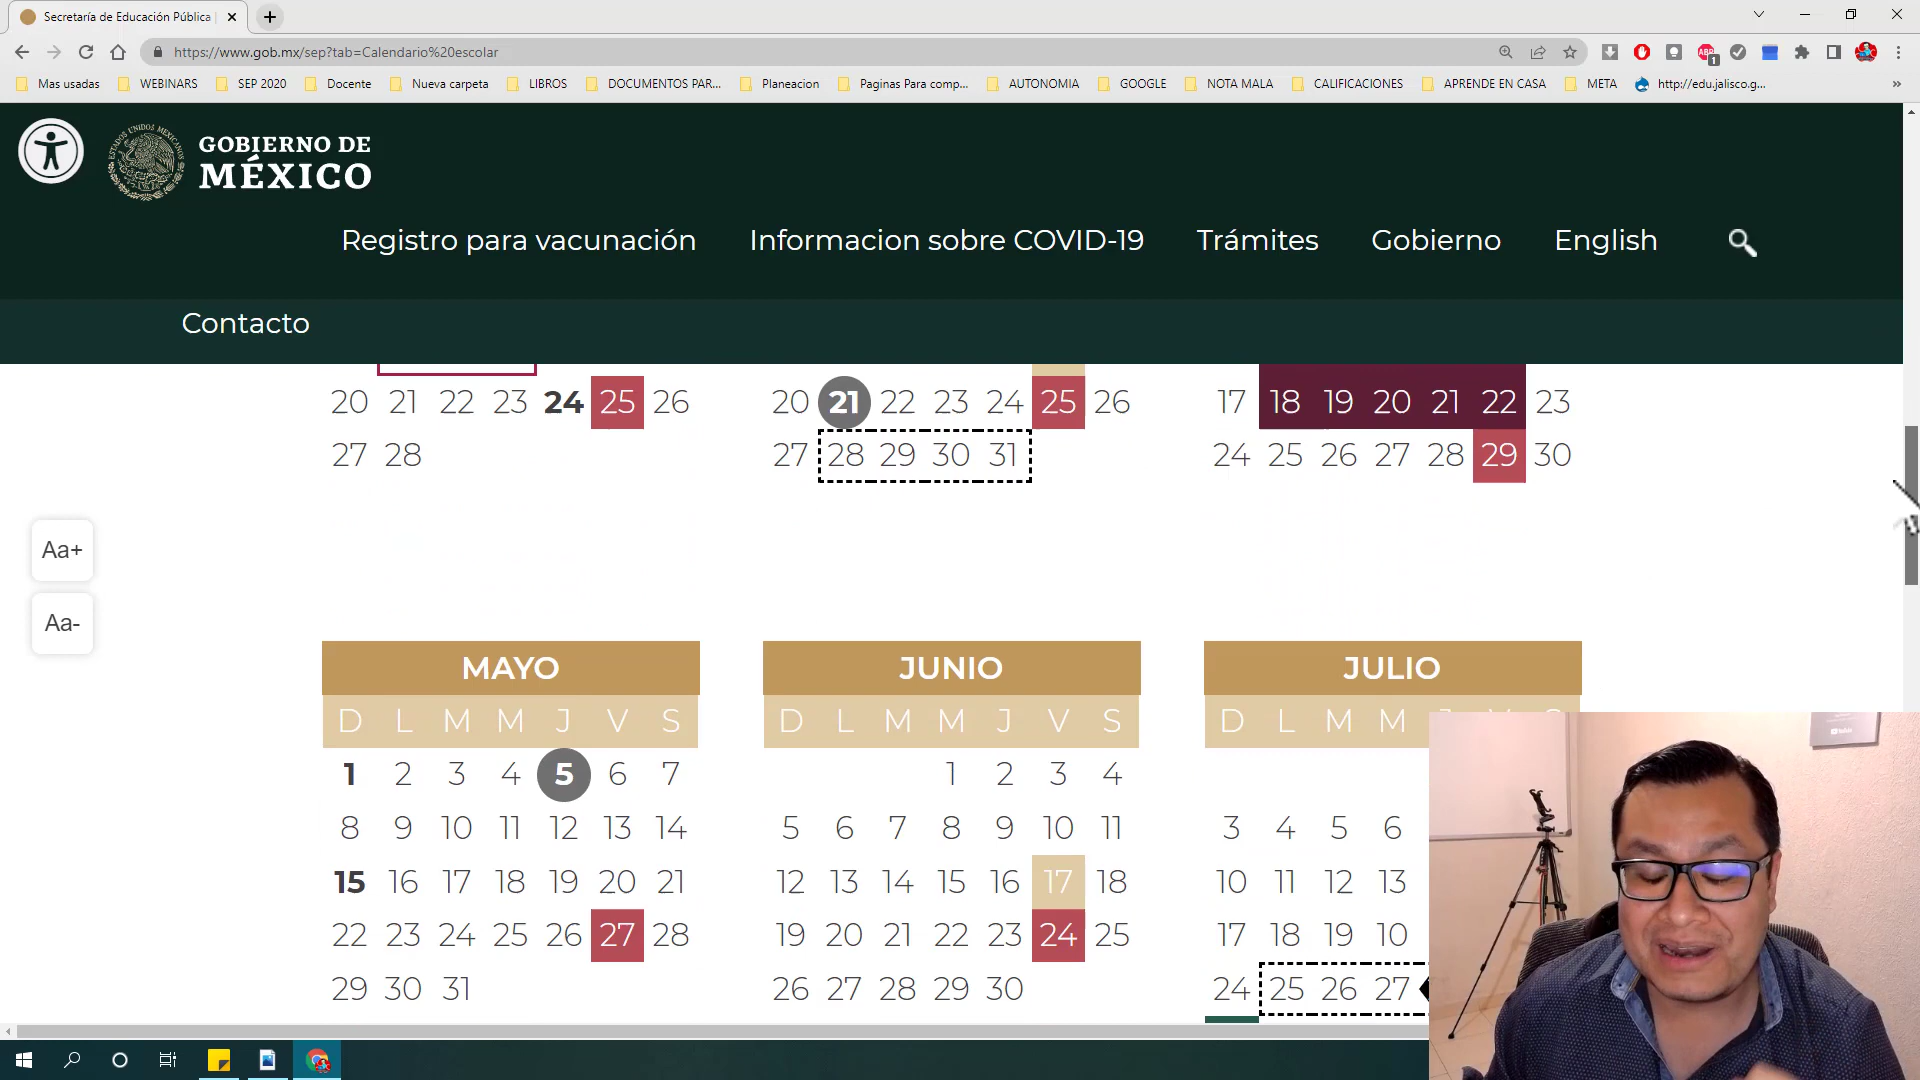 Secretaría de Educación Pública |
https://www.gob.mx/sep?tab=Calendario%20escolar
Mas usadas WEBINARS SEP 2020 Docente Nueva carpeta LIBROS DOCUMENTOS PAR... Planeacion Paginas Para comp... AUTONOMIA GOOGLE NOTA MALA CALIFICACIONES APRENDE EN CASA META http://edu.jalisco.g...
ABP 1
ESTADOS UNIDOS MEXICANOS
GOBIERNO DE
MÉXICO
Registro para vacunación Informacion sobre COVID-19 Trámites Gobierno English
Contacto
20 21 22 23 24 25 26
27 28
20 21 22 23 24 25 26
27 28 29 30 31
17 18 19 20 21 22 23
24 25 26 27 28 29 30
Aa+
Aa-
MAYO
D L M M J V S
1 2 3 4 5 6 7
8 9 10 11 12 13 14
15 16 17 18 19 20 21
22 23 24 25 26 27 28
29 30 31
JUNIO
D L M M J V S
1 2 3 4
5 6 7 8 9 10 11
12 13 14 15 16 17 18
19 20 21 22 23 24 25
26 27 28 29 30
JULIO
D L M M
3 4 5 6
10 11 12 13
17 18 19 20
24 25 26 27
YouTube